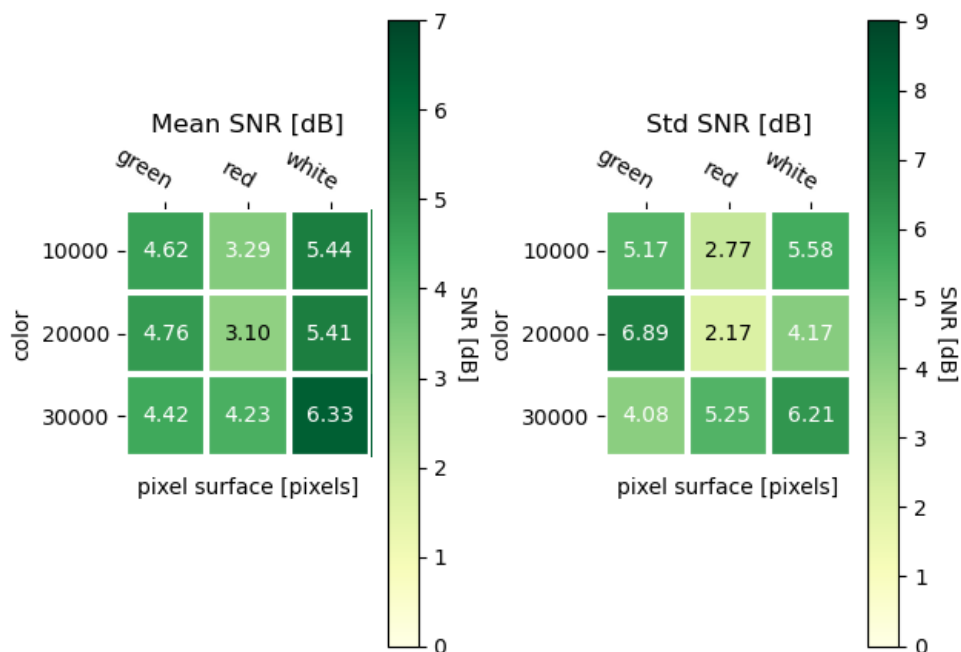 Mean SNR [dB]
green red white
10000 4.62 3.29 5.44
20000 4.76 3.10 5.41
30000 4.42 4.23 6.33
color
pixel surface [pixels]
7
6
5
4
3
2
1
0
SNR [dB]
Std SNR [dB]
green red white
5.17 2.77 5.58
6.89 2.17 4.17
4.08 5.25 6.21
10000
20000
30000
color
pixel surface [pixels]
9
8
7
6
5
4
3
2
1
0
SNR [dB]